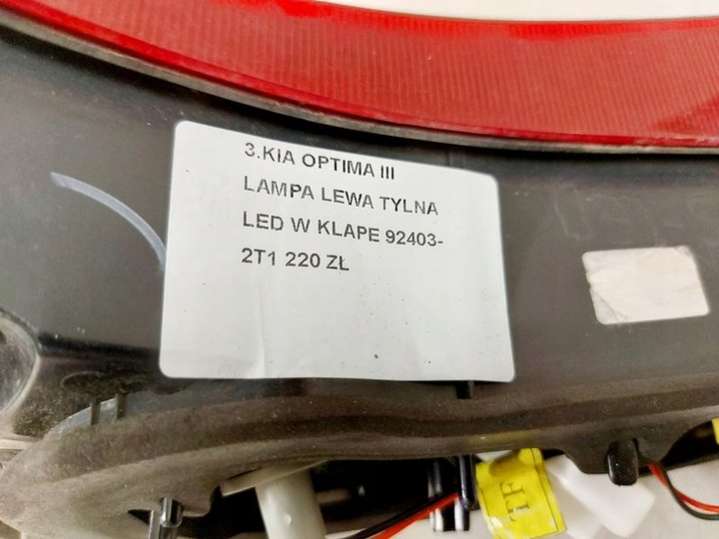 3.KIA OPTIMA III
LAMPA LEWA TYLNA
LED W KLAPE 92403-
2T1 220 ZŁ